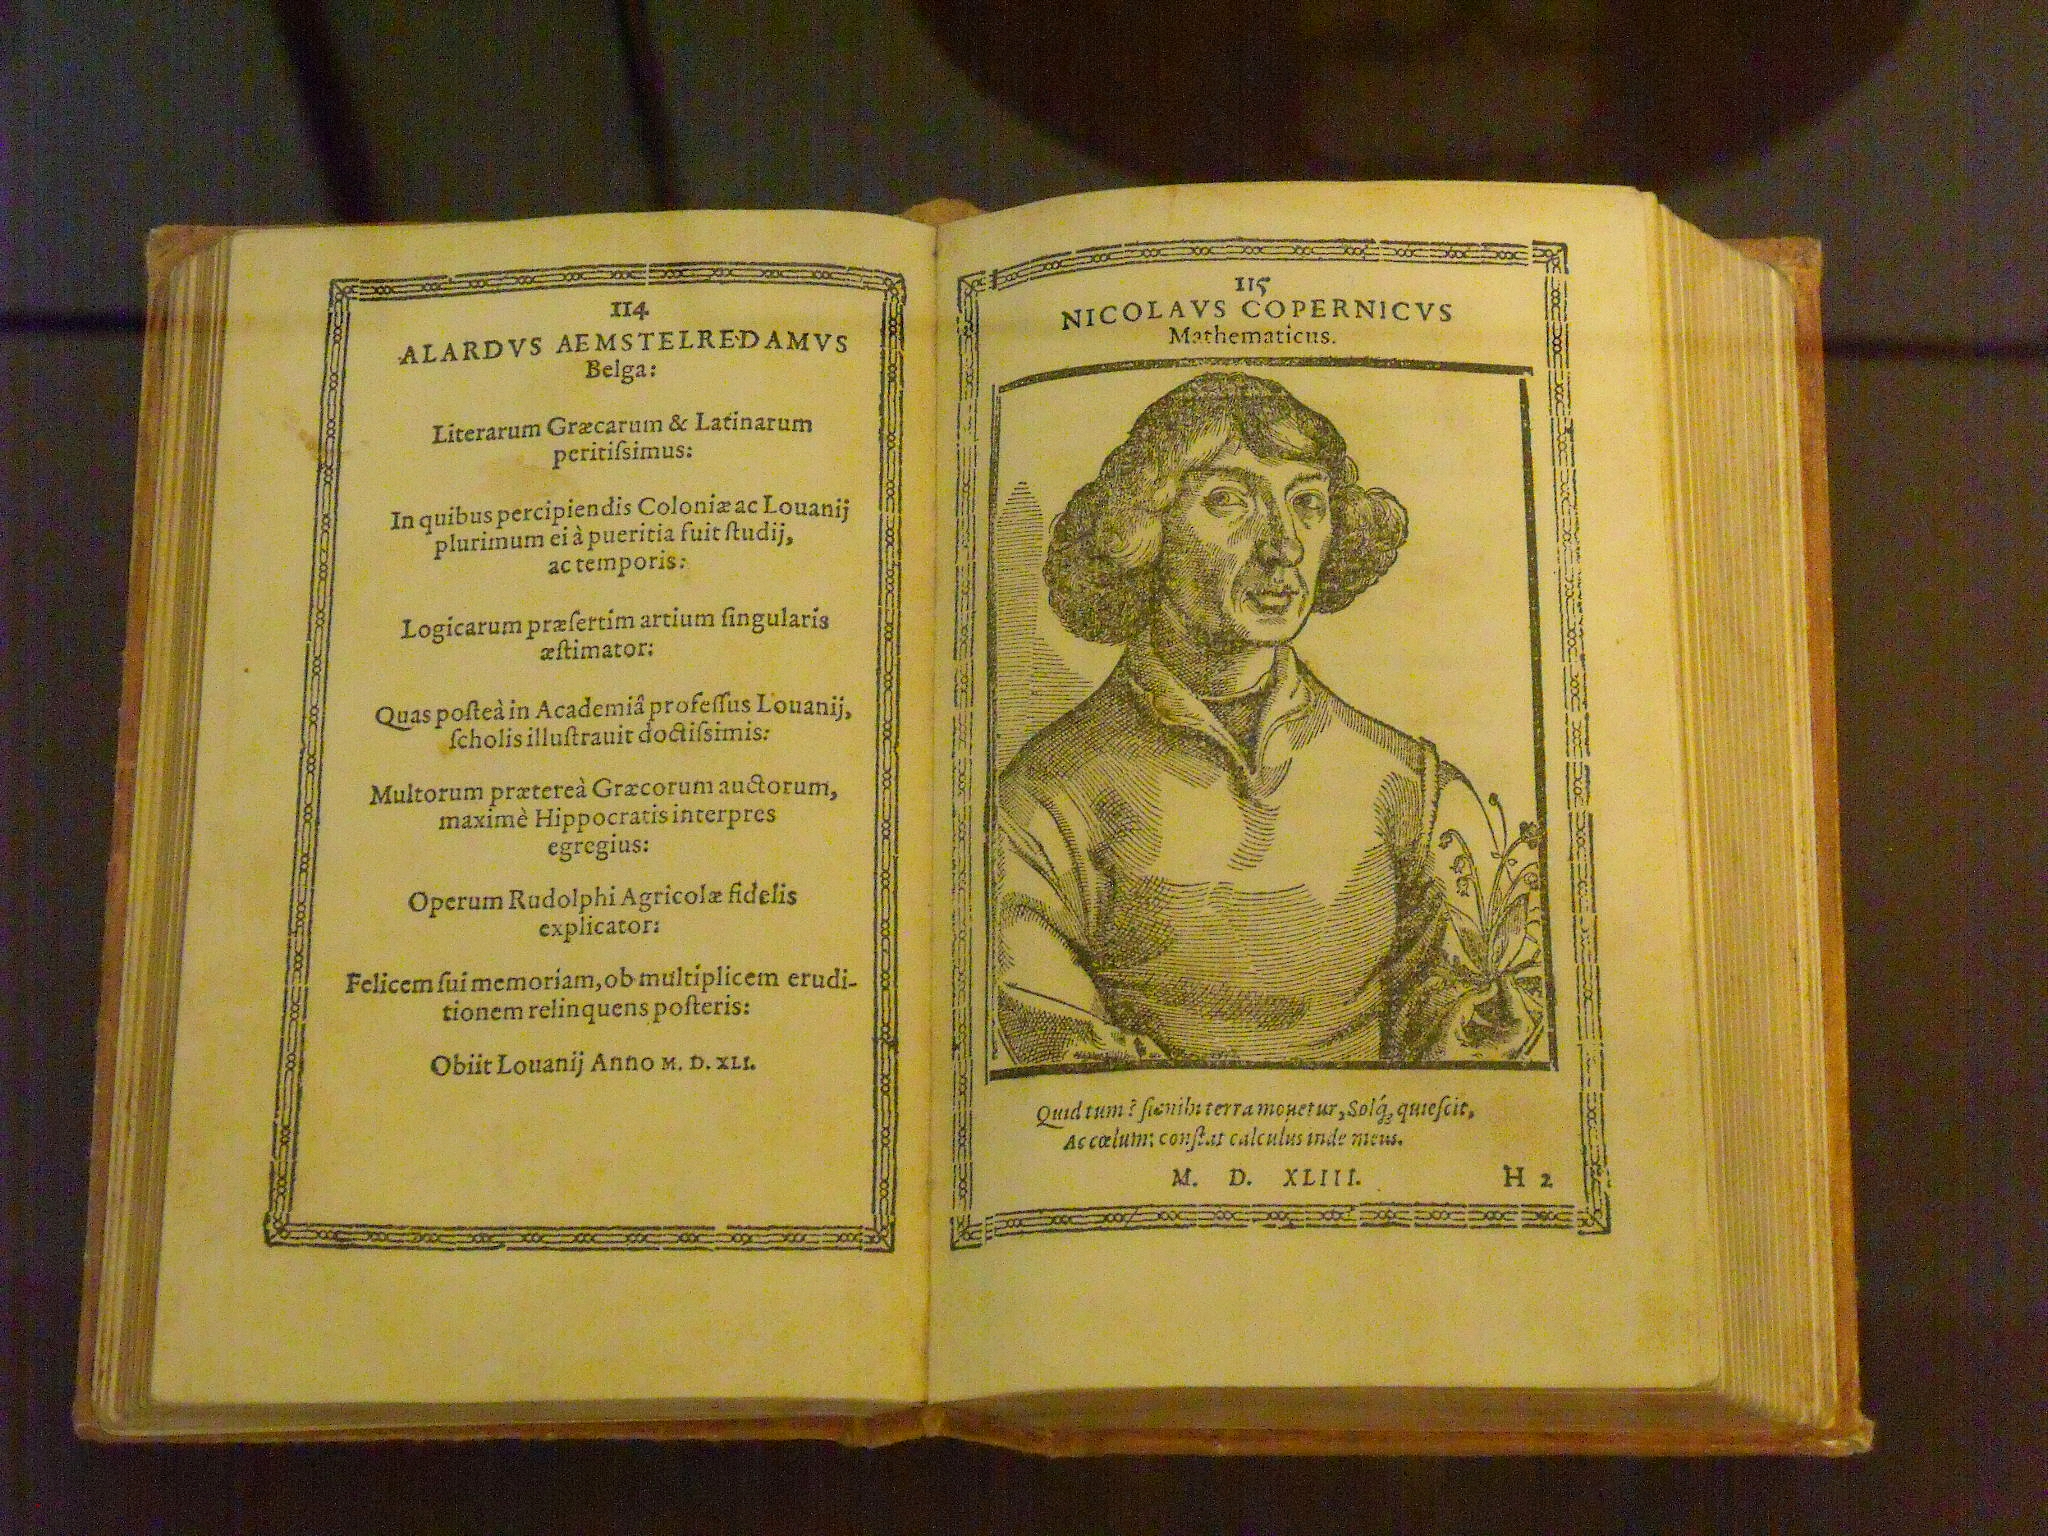 114
ALARDVS AEMSTELREDAMVS
Belga:
Literarum Græcarum & Latinarum
peritiſsimus:
In quibus percipiendis Coloniæ ac Louanij
plurimum ei à pueritia fuit ſtudij,
ac temporis:
Logicarum præſertim artium ſingularis
æſtimator:
Quas poſteà in Academiâ profeſſus Louanij,
ſcholis illuſtrauit doctiſsimis:
Multorum prætereà Græcorum auctorum,
maximè Hippocratis interpres
egregius:
Operum Rudolphi Agricolæ fidelis
explicator:
Felicem ſui memoriam, ob multiplicem erudi-
tionem relinquens poſteris:
Obiit Louanij Anno M. D. XLI.
115
NICOLAVS COPERNICVS
Mathematicus.
Quid tum? ſi mihi terra mouetur, Solq́; quieſcit,
Ac cœlum; conſtat calculus inde meus.
M. D. XLIII. H 2